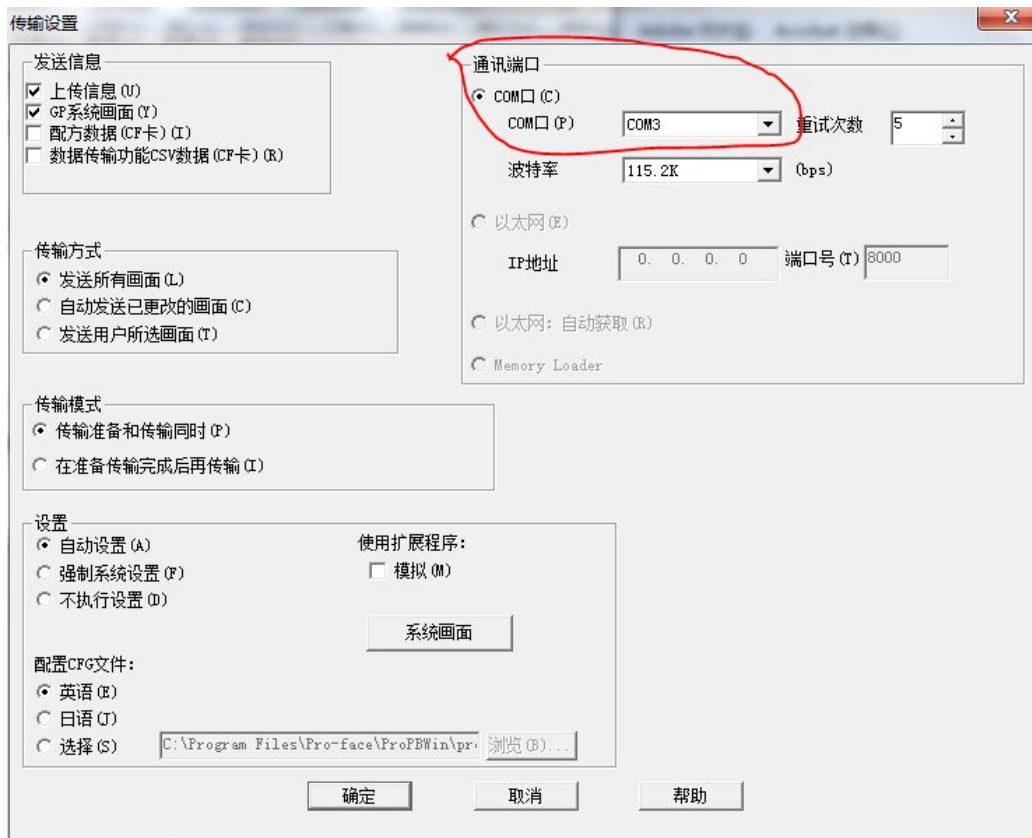 传输设置
发送信息
上传信息(U)
GP系统画面(Y)
配方数据(CF卡)(I)
数据传输功能CSV数据(CF卡)(R)
传输方式
发送所有画面(L)
自动发送已更改的画面(C)
发送用户所选画面(T)
通讯端口
COM口(C)
COM口(P) COM3 重试次数 5
波特率 115.2K (bps)
以太网(E)
IP地址 0. 0. 0. 0 端口号(T) 8000
以太网: 自动获取(R)
Memory Loader
传输模式
传输准备和传输同时(P)
在准备传输完成后再传输(I)
设置
自动设置(A)
强制系统设置(F)
不执行设置(D)
使用扩展程序:
模拟(M)
系统画面
配置CFG文件:
英语(E)
日语(J)
选择(S) C:\Program Files\Pro-face\ProPBWin\pr 浏览(B)...
确定 取消 帮助